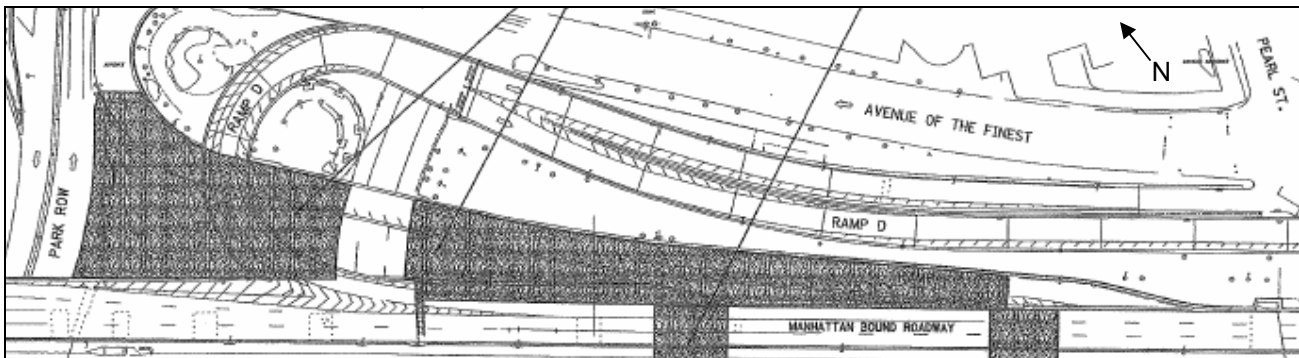 PEARL ST.
N
AVENUE OF THE FINEST
RAMP D
PARK ROW
RAMP D
MANHATTAN BOUND ROADWAY